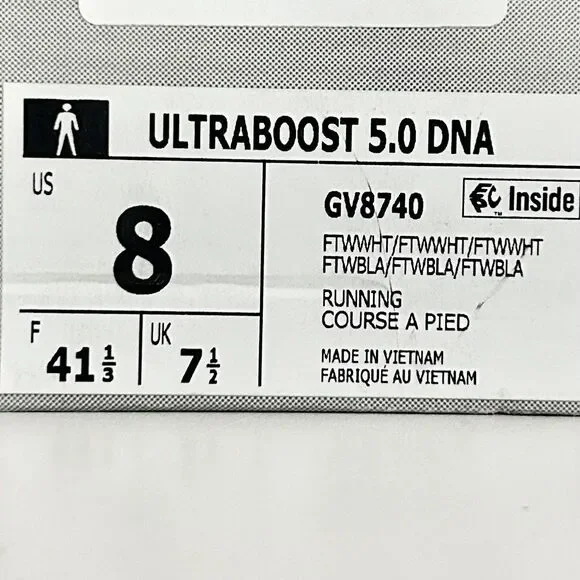 ULTRABOOST 5.0 DNA
US
8
F
41 1/3
UK
7 1/2
GV8740
Inside
™
FTWWHT/FTWWHT/FTWWHT
FTWBLA/FTWBLA/FTWBLA
RUNNING
COURSE A PIED
MADE IN VIETNAM
FABRIQUÉ AU VIETNAM